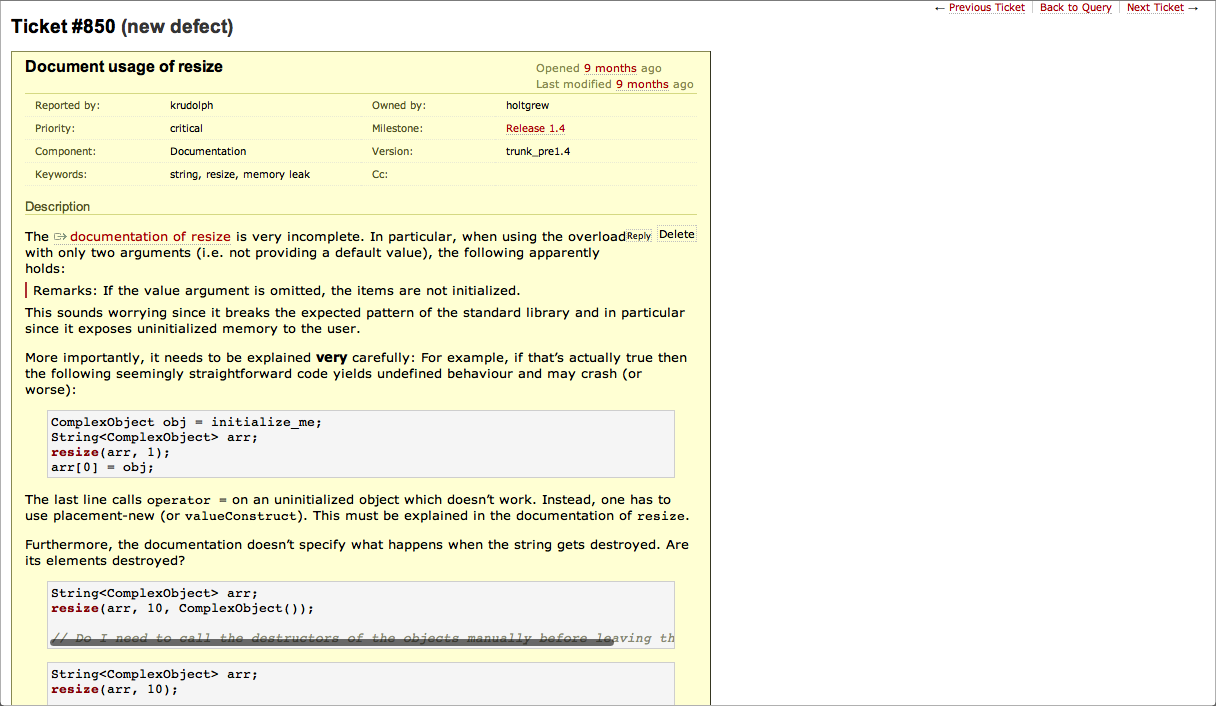 ← Previous Ticket | Back to Query | Next Ticket →
Ticket #850 (new defect)
Document usage of resize
Opened 9 months ago
Last modified 9 months ago
Reported by: krudolph Owned by: holtgrew
Priority: critical Milestone: Release 1.4
Component: Documentation Version: trunk_pre1.4
Keywords: string, resize, memory leak Cc:
Description
Reply Delete
The documentation of resize is very incomplete. In particular, when using the overload
with only two arguments (i.e. not providing a default value), the following apparently
holds:
Remarks: If the value argument is omitted, the items are not initialized.
This sounds worrying since it breaks the expected pattern of the standard library and in particular
since it exposes uninitialized memory to the user.
More importantly, it needs to be explained very carefully: For example, if that’s actually true then
the following seemingly straightforward code yields undefined behaviour and may crash (or
worse):
ComplexObject obj = initialize_me;
String<ComplexObject> arr;
resize(arr, 1);
arr[0] = obj;
The last line calls operator = on an uninitialized object which doesn’t work. Instead, one has to
use placement-new (or valueConstruct). This must be explained in the documentation of resize.
Furthermore, the documentation doesn’t specify what happens when the string gets destroyed. Are
its elements destroyed?
String<ComplexObject> arr;
resize(arr, 10, ComplexObject());
// Do I need to call the destructors of the objects manually before leaving th
String<ComplexObject> arr;
resize(arr, 10);